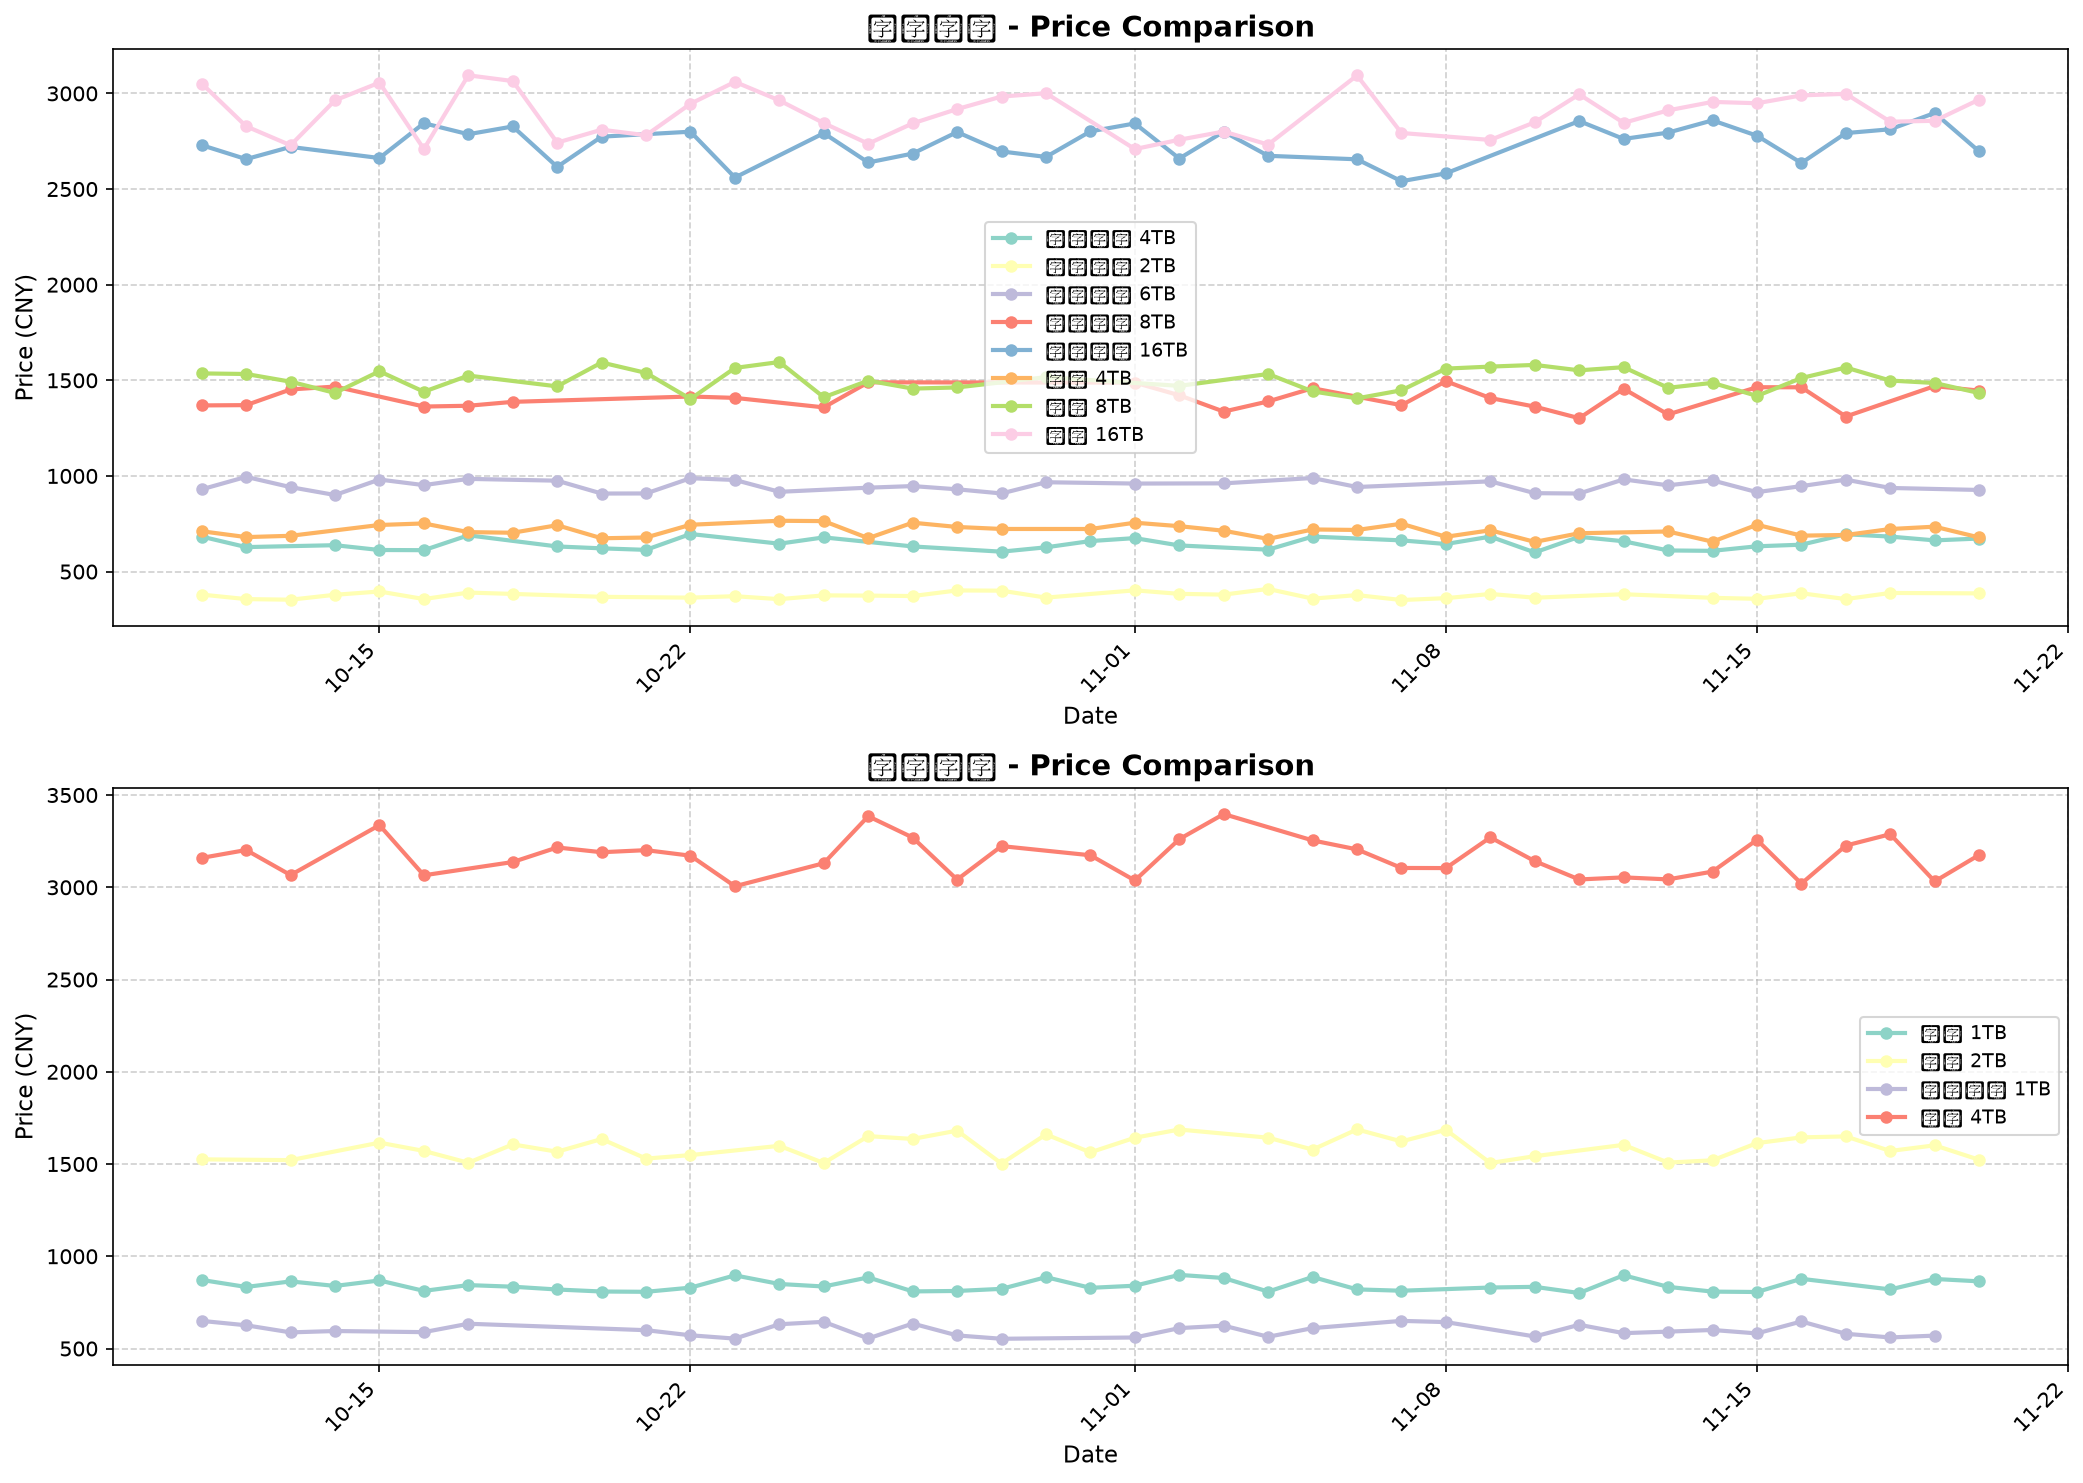 - Price Comparison
3000
2500
2000
1500
1000
500
Price (CNY)
4TB
2TB
6TB
8TB
16TB
4TB
8TB
16TB
10-15
10-22
11-01
11-08
11-15
11-22
Date
- Price Comparison
3500
3000
2500
2000
1500
1000
500
Price (CNY)
1TB
2TB
1TB
4TB
10-15
10-22
11-01
11-08
11-15
11-22
Date